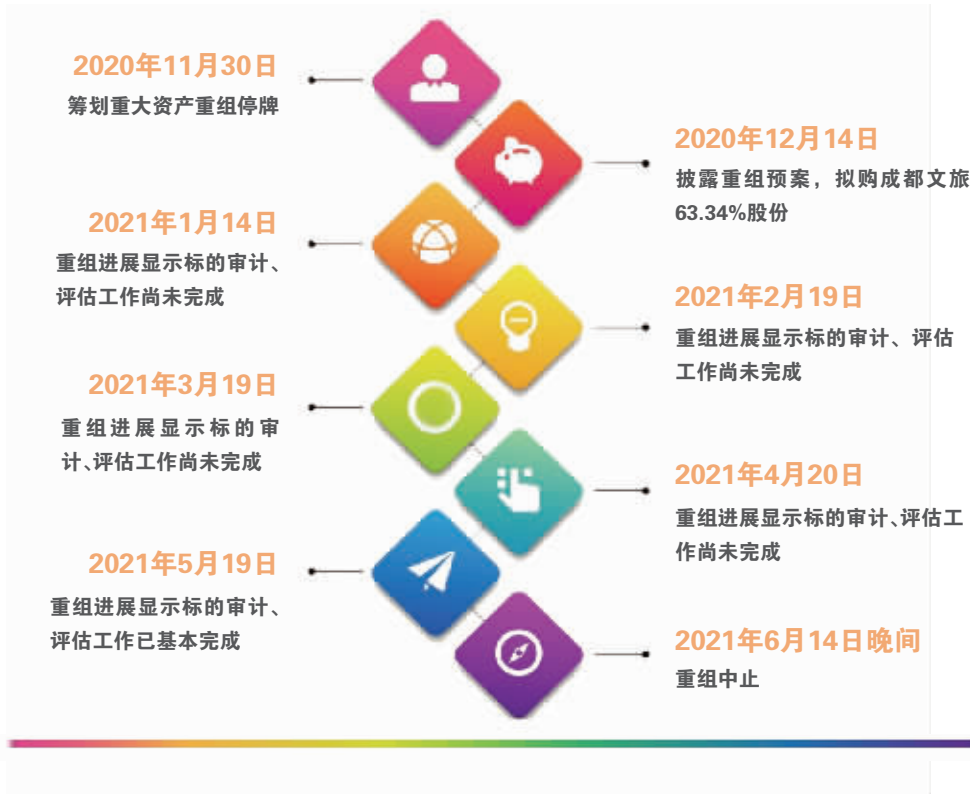 2020年11月30日
筹划重大资产重组停牌
2020年12月14日
披露重组预案，拟购成都文旅
63.34%股份
2021年1月14日
重组进展显示标的审计、
评估工作尚未完成
2021年2月19日
重组进展显示标的审计、评估
工作尚未完成
2021年3月19日
重组进展显示标的审
计、评估工作尚未完成
2021年4月20日
重组进展显示标的审计、评估工
作尚未完成
2021年5月19日
重组进展显示标的审计、
评估工作已基本完成
2021年6月14日晚间
重组中止